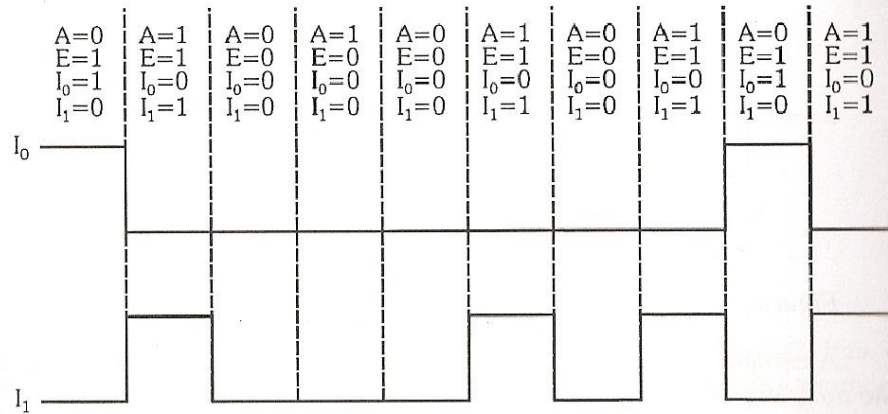 A=0 A=1 A=0 A=1 A=0 A=1 A=0 A=1 A=0 A=1
E=1 E=1 E=0 E=0 E=0 E=1 E=0 E=1 E=1 E=1
I₀=1 I₀=0 I₀=0 I₀=0 I₀=0 I₀=0 I₀=0 I₀=0 I₀=1 I₀=0
I₁=0 I₁=1 I₁=0 I₁=0 I₁=0 I₁=1 I₁=0 I₁=1 I₁=0 I₁=1
I₀
I₁